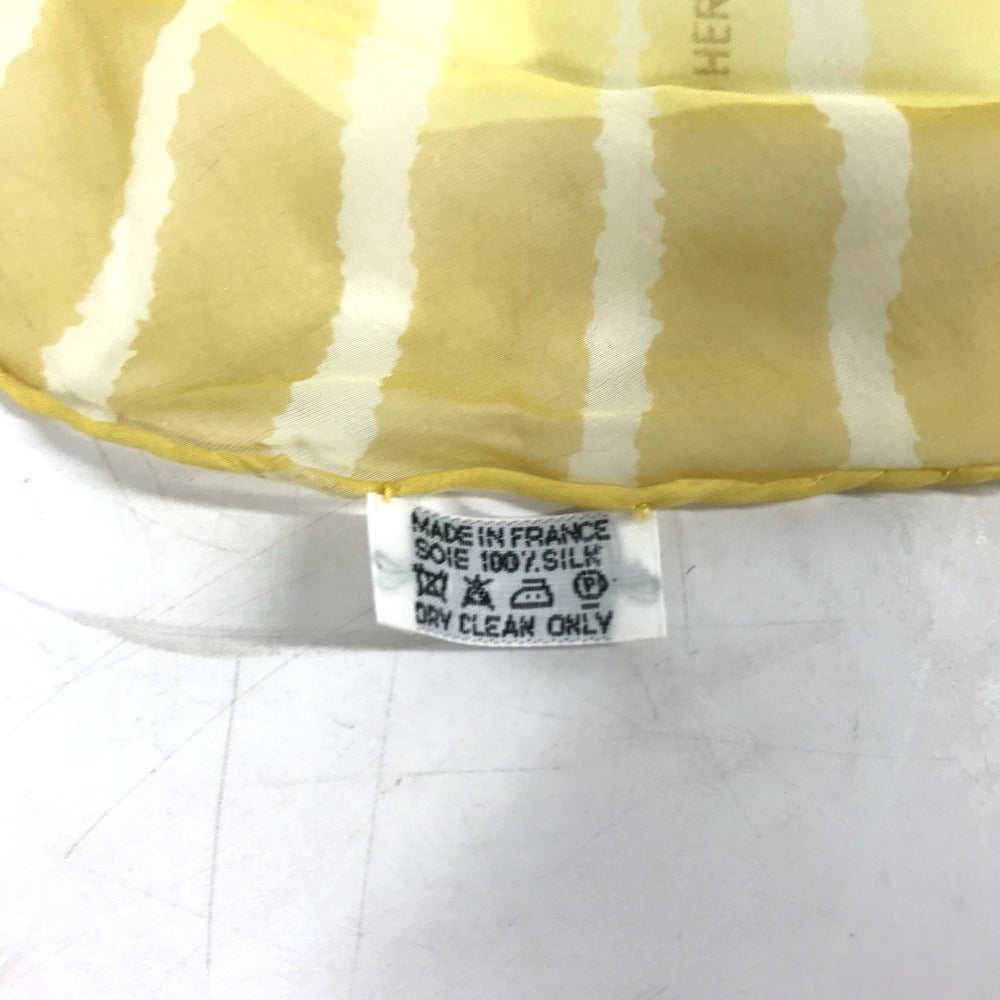 HER
MADE IN FRANCE
SOIE 100% SILK
P
DRY CLEAN ONLY